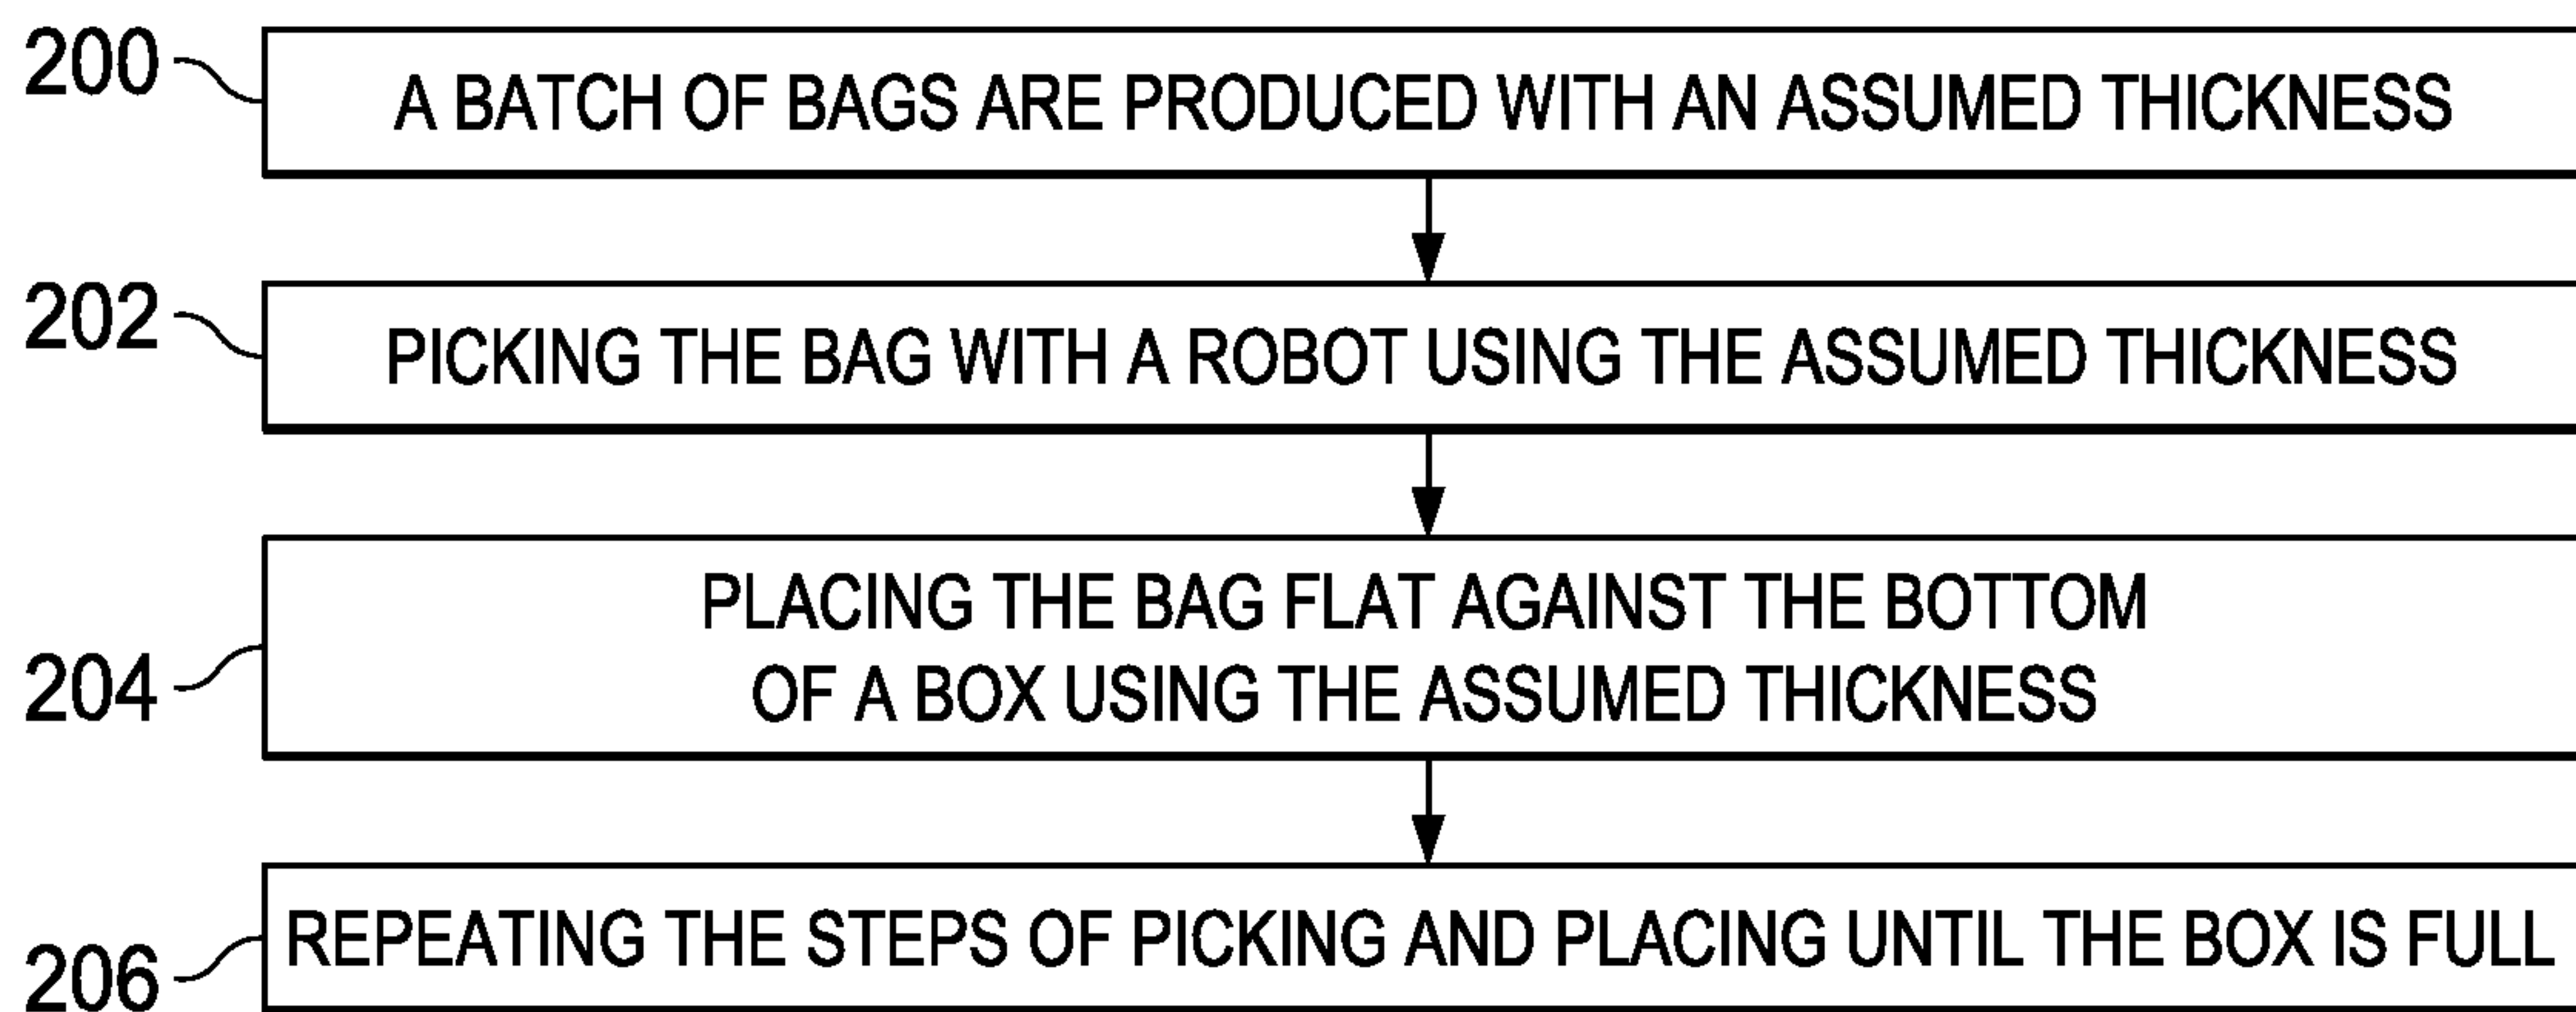 200
A BATCH OF BAGS ARE PRODUCED WITH AN ASSUMED THICKNESS
202
PICKING THE BAG WITH A ROBOT USING THE ASSUMED THICKNESS
204
PLACING THE BAG FLAT AGAINST THE BOTTOM
OF A BOX USING THE ASSUMED THICKNESS
206
REPEATING THE STEPS OF PICKING AND PLACING UNTIL THE BOX IS FULL